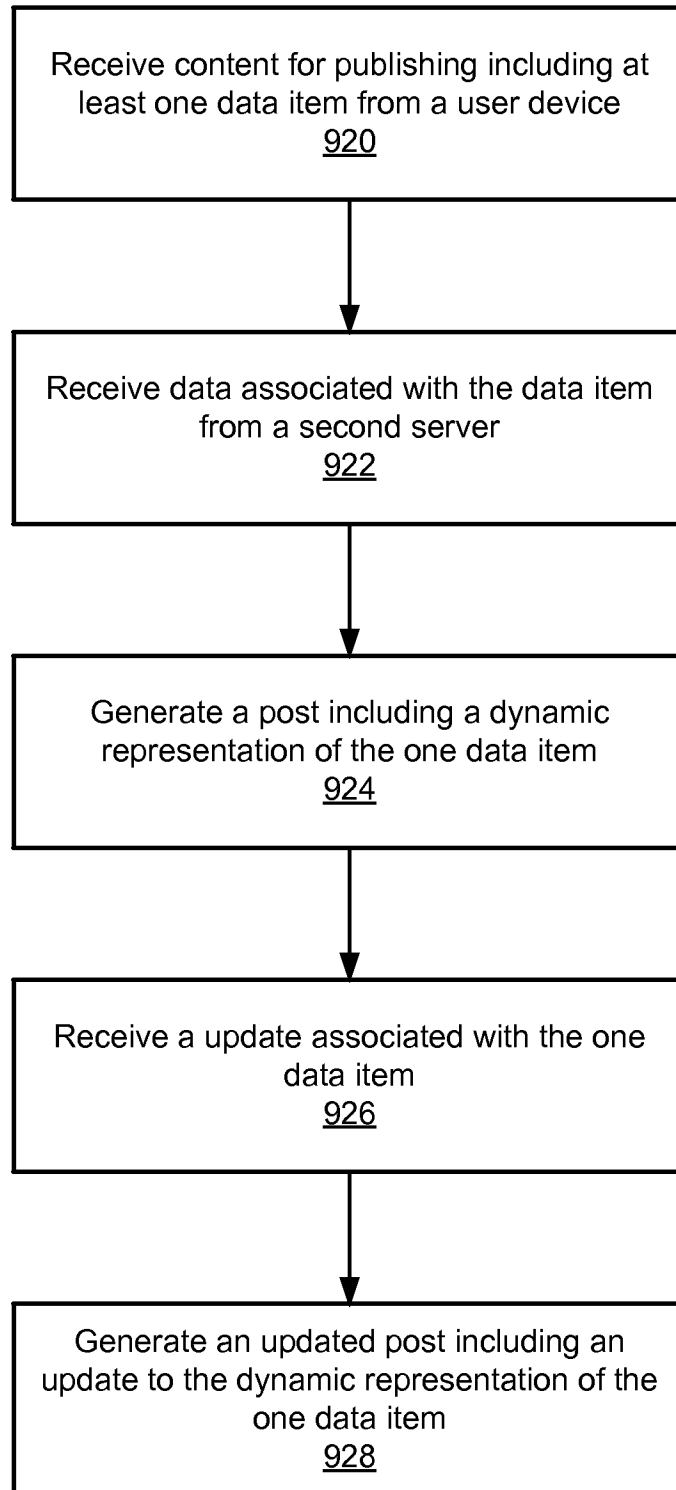 Receive content for publishing including at
least one data item from a user device
920
Receive data associated with the data item
from a second server
922
Generate a post including a dynamic
representation of the one data item
924
Receive a update associated with the one
data item
926
Generate an updated post including an
update to the dynamic representation of the
one data item
928